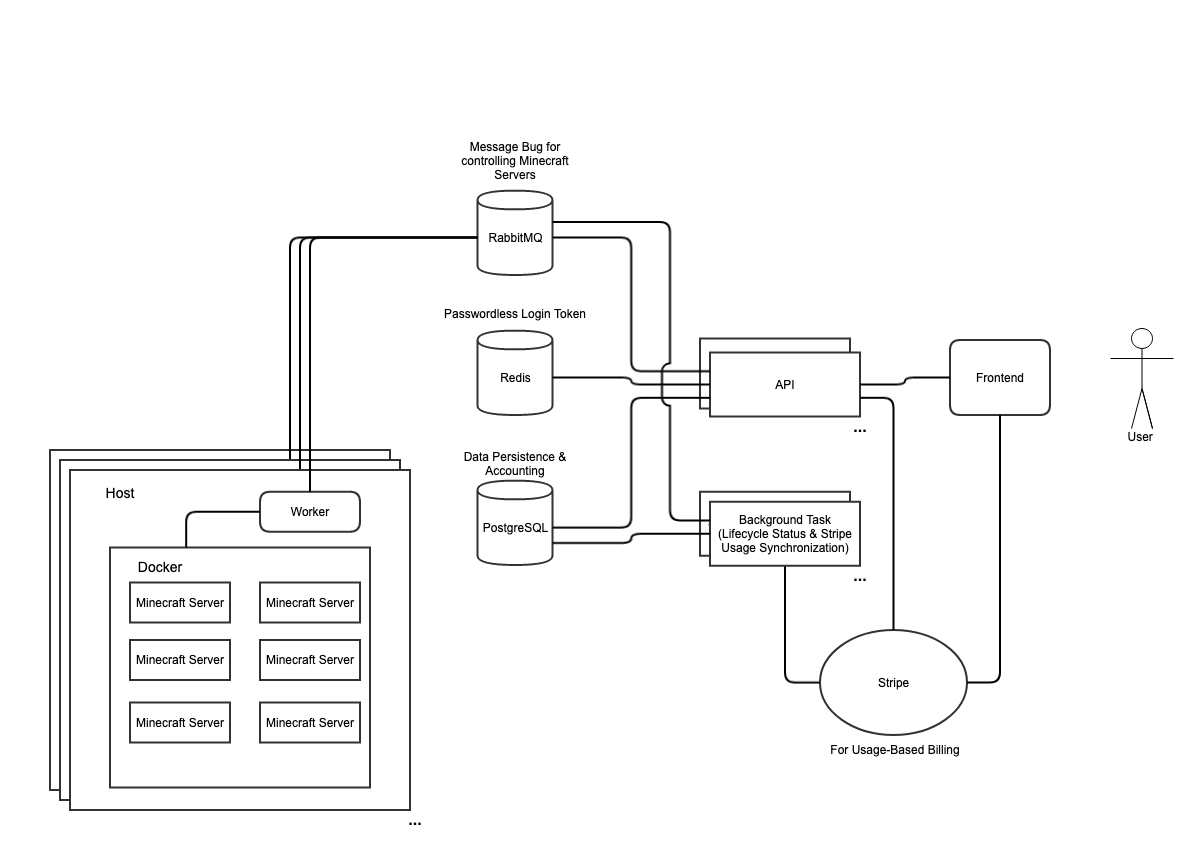 Message Bug for
controlling Minecraft
Servers
RabbitMQ
Passwordless Login Token
Redis
API
...
Frontend
User
Data Persistence &
Accounting
PostgreSQL
Background Task
(Lifecycle Status & Stripe
Usage Synchronization)
...
Host
Worker
Docker
Minecraft Server
Minecraft Server
Minecraft Server
Minecraft Server
Minecraft Server
Minecraft Server
...
Stripe
For Usage-Based Billing